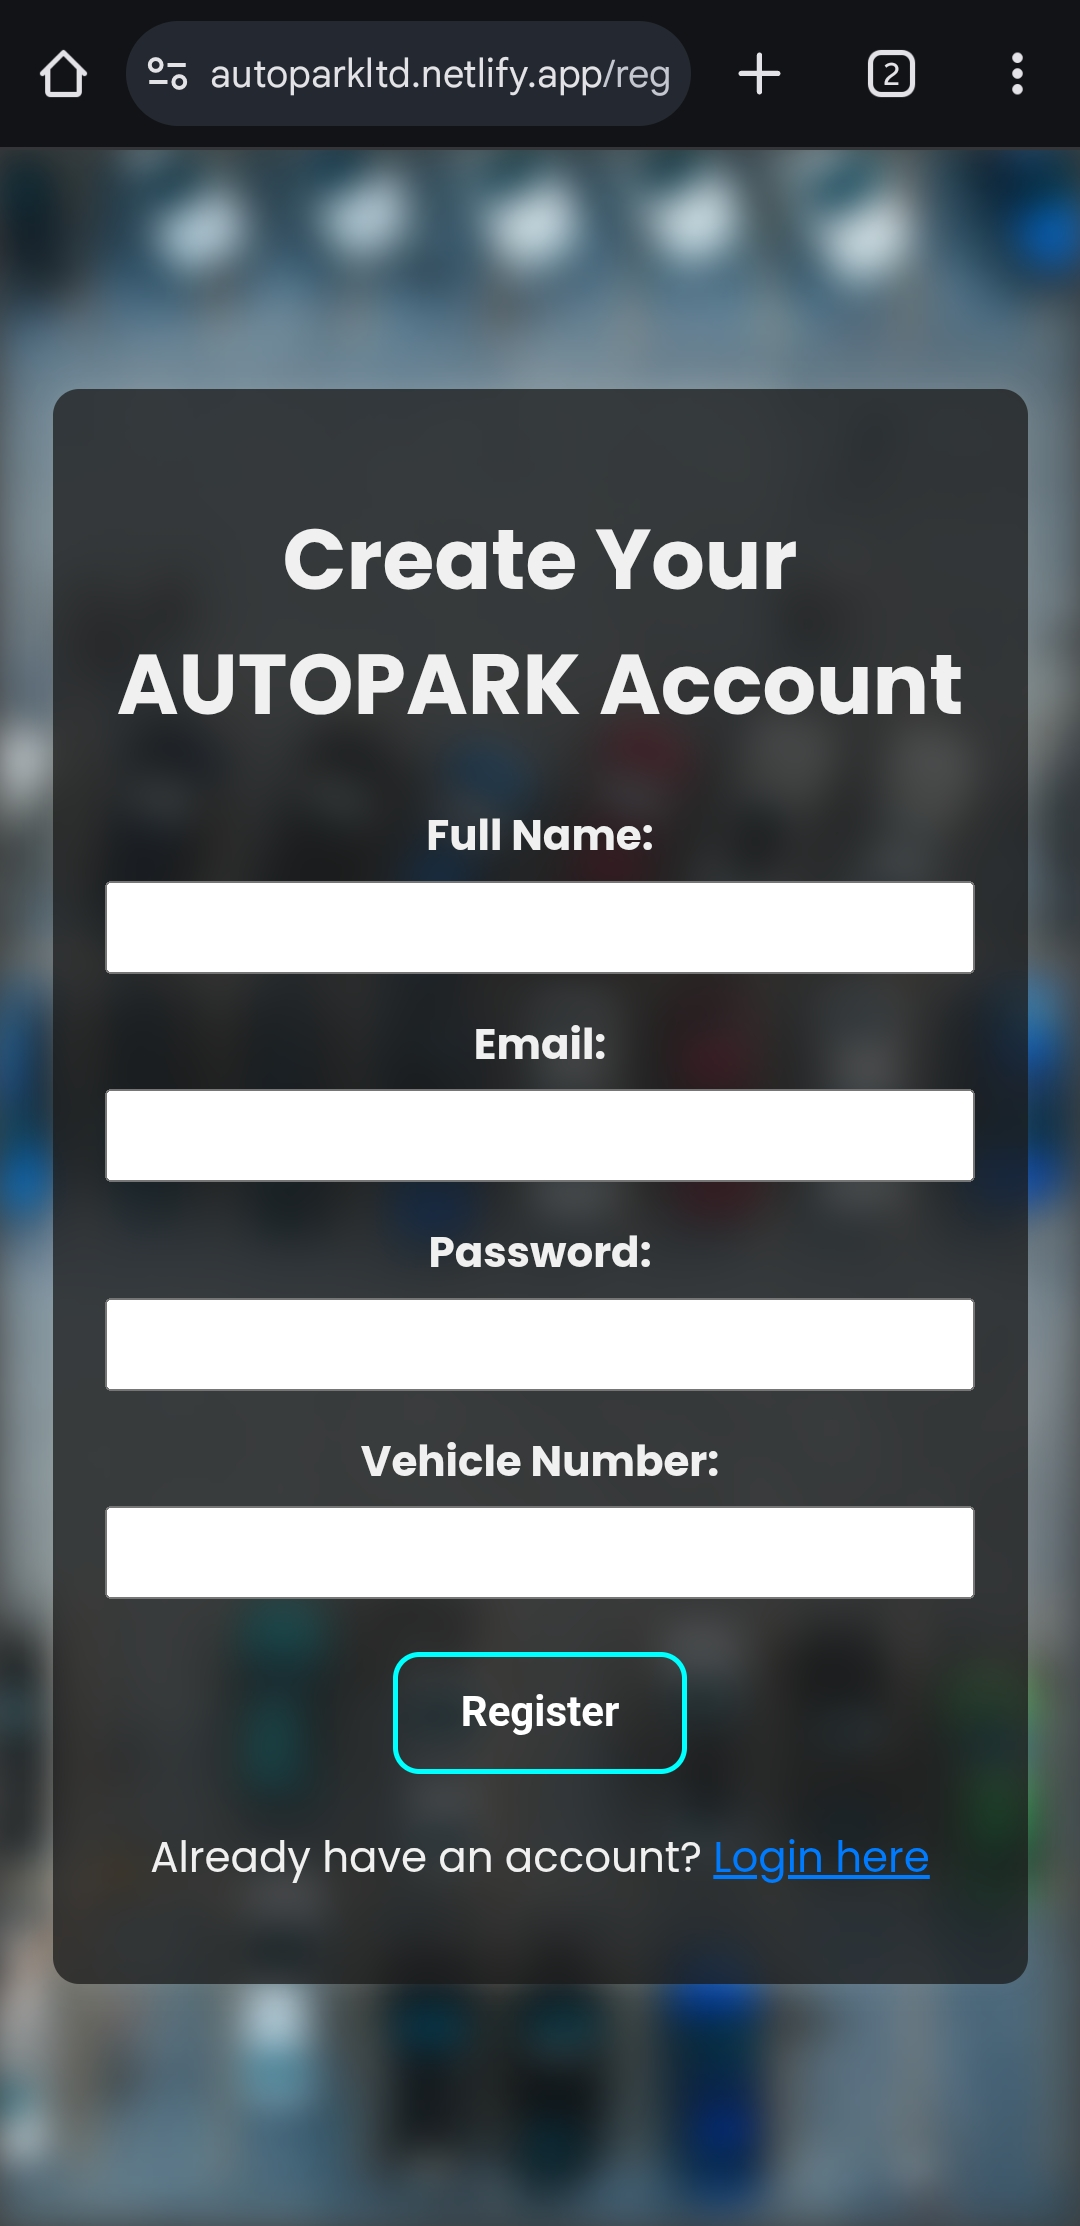 autoparkltd.netlify.app/reg
2
Create Your
AUTOPARK Account
Full Name:
Email:
Password:
Vehicle Number:
Register
Already have an account? Login here